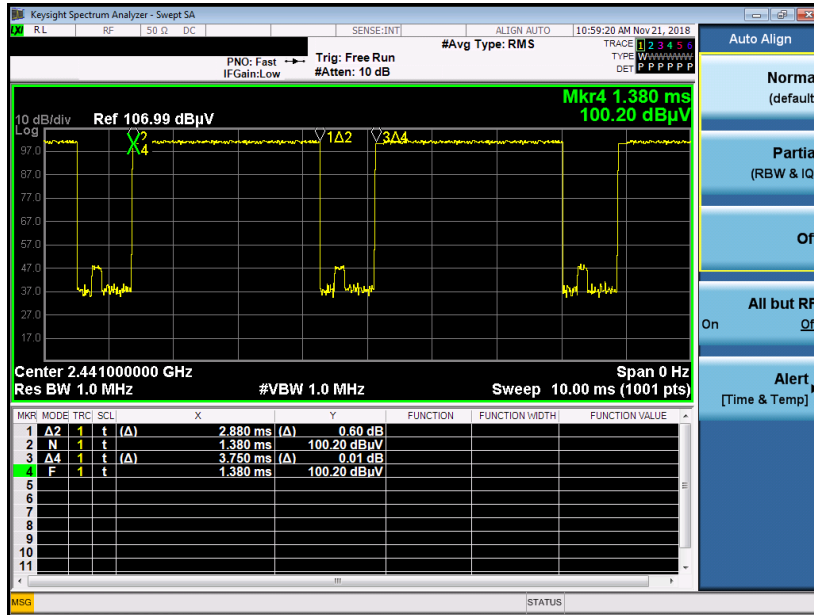 Keysight Spectrum Analyzer - Swept SA
LXI RL RF 50 Ω DC SENSE:INT ALIGN AUTO 10:59:20 AM Nov 21, 2018
PNO: Fast
IFGain:Low
Trig: Free Run
#Atten: 10 dB
#Avg Type: RMS
TRACE 1 2 3 4 5 6
TYPE WWWWWW
DET P P P P P P
Mkr4 1.380 ms
100.20 dBµV
10 dB/div Ref 106.99 dBµV
Log
97.0
87.0
77.0
67.0
57.0
47.0
37.0
27.0
17.0
2
4
1Δ2
3Δ4
Center 2.441000000 GHz Span 0 Hz
Res BW 1.0 MHz #VBW 1.0 MHz Sweep 10.00 ms (1001 pts)
MKR MODE TRC SCL X Y FUNCTION FUNCTION WIDTH FUNCTION VALUE
1 Δ2 1 t (Δ) 2.880 ms (Δ) 0.60 dB
2 N 1 t 1.380 ms 100.20 dBµV
3 Δ4 1 t (Δ) 3.750 ms (Δ) 0.01 dB
4 F 1 t 1.380 ms 100.20 dBµV
5
6
7
8
9
10
11
MSG STATUS
Auto Align
Norma
(default
Partia
(RBW & IQ
Of
All but RF
On Of
Alert
[Time & Temp]